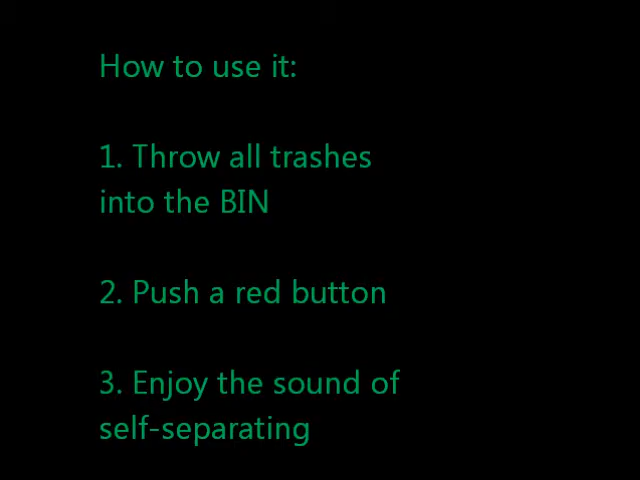 How to use it:
1. Throw all trashes
into the BIN
2. Push a red button
3. Enjoy the sound of
self-separating